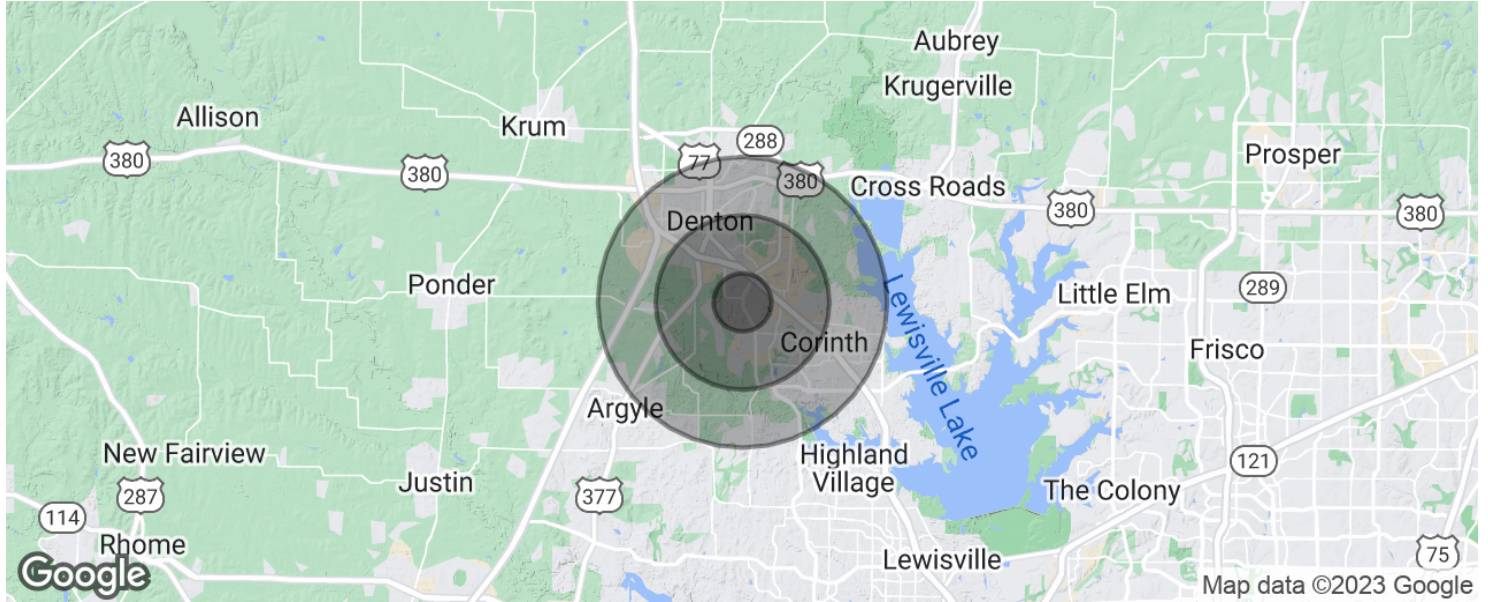 Aubrey
Krugerville
Allison
Krum
288
Prosper
380
380
77
380
Cross Roads
380
380
Denton
Ponder
Little Elm
289
Lewisville Lake
Corinth
Frisco
Argyle
New Fairview
Highland
Village
121
Justin
287
377
The Colony
114
Rhome
Lewisville
75
Google
Map data ©2023 Google